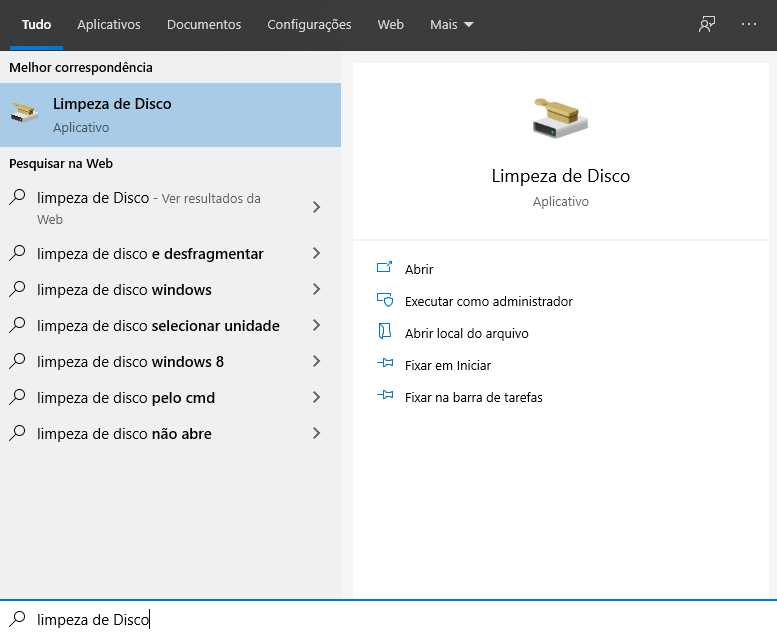 Tudo Aplicativos Documentos Configurações Web Mais
Melhor correspondência
Limpeza de Disco
Aplicativo
Pesquisar na Web
limpeza de Disco - Ver resultados da
Web
limpeza de disco e desfragmentar
limpeza de disco windows
limpeza de disco selecionar unidade
limpeza de disco windows 8
limpeza de disco pelo cmd
limpeza de disco não abre
Limpeza de Disco
Aplicativo
Abrir
Executar como administrador
Abrir local do arquivo
Fixar em Iniciar
Fixar na barra de tarefas
limpeza de Disco